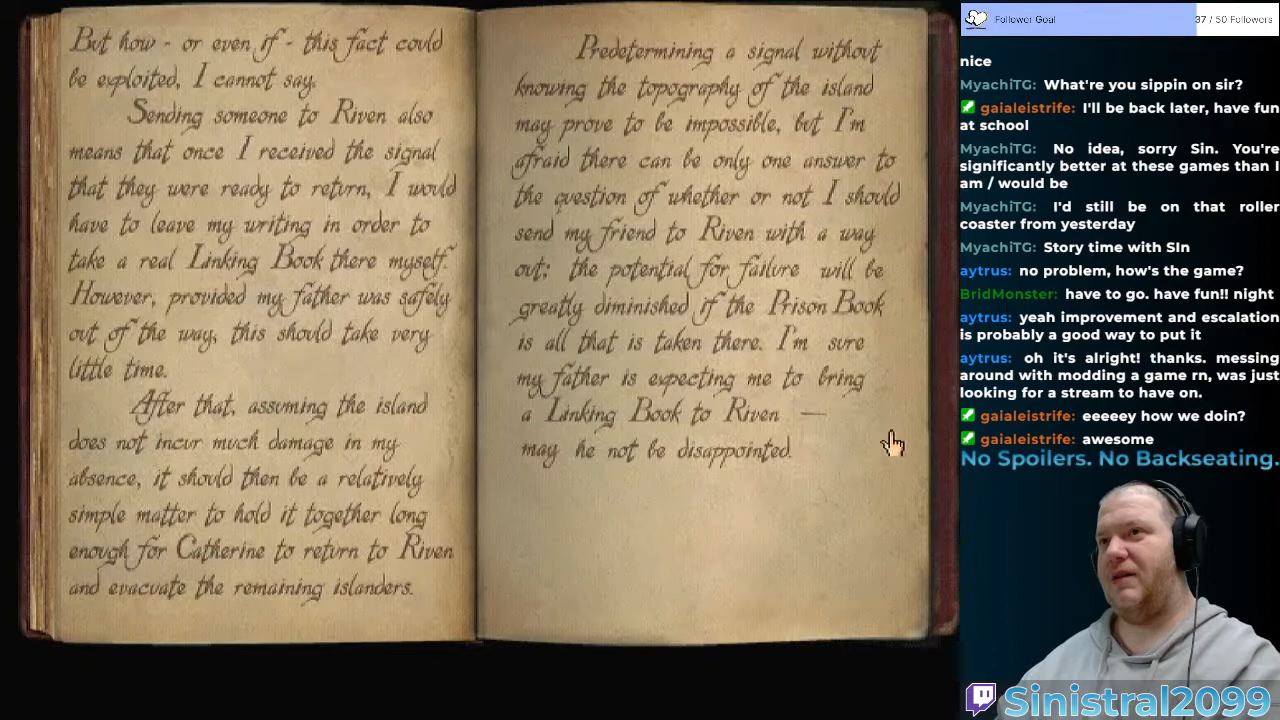 But how - or even if - this fact could
be exploited, I cannot say.
Sending someone to Riven also
means that once I received the signal
that they were ready to return, I would
have to leave my writing in order to
take a real Linking Book there myself.
However, provided my father was safely
out of the way, this should take very
little time.
After that, assuming the island
does not incur much damage in my
absence, it should then be a relatively
simple matter to hold it together long
enough for Catherine to return to Riven
and evacuate the remaining islanders.
Predetermining a signal without
knowing the topography of the island
may prove to be impossible, but I'm
afraid there can be only one answer to
the question of whether or not I should
send my friend to Riven with a way
out: the potential for failure will be
greatly diminished if the Prison Book
is all that is taken there. I'm sure
my father is expecting me to bring
a Linking Book to Riven —
may he not be disappointed.
Follower Goal 37 / 50 Followers
nice
MyachiTG: What're you sippin on sir?
gaialeistrife: I'll be back later, have fun
at school
MyachiTG: No idea, sorry Sin. You're
significantly better at these games than I
am / would be
MyachiTG: I'd still be on that roller
coaster from yesterday
MyachiTG: Story time with SIn
aytrus: no problem, how's the game?
BridMonster: have to go. have fun!! night
aytrus: yeah improvement and escalation
is probably a good way to put it
aytrus: oh it's alright! thanks. messing
around with modding a game rn, was just
looking for a stream to have on.
gaialeistrife: eeeeey how we doin?
gaialeistrife: awesome
No Spoilers. No Backseating.
Sinistral2099